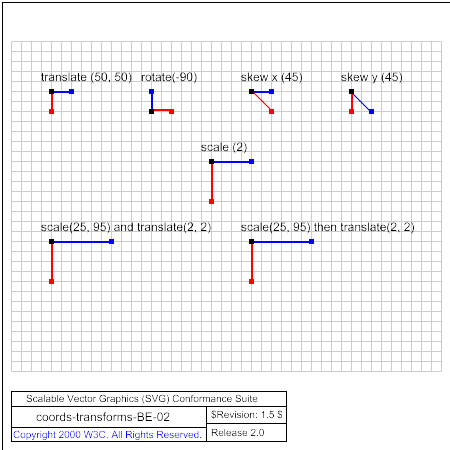 translate (50, 50) rotate(-90) skew x (45) skew y (45)
scale (2)
scale(25, 95) and translate(2, 2) scale(25, 95) then translate(2, 2)
Scalable Vector Graphics (SVG) Conformance Suite
coords-transforms-BE-02
$Revision: 1.5 $
Copyright 2000 W3C. All Rights Reserved.
Release 2.0